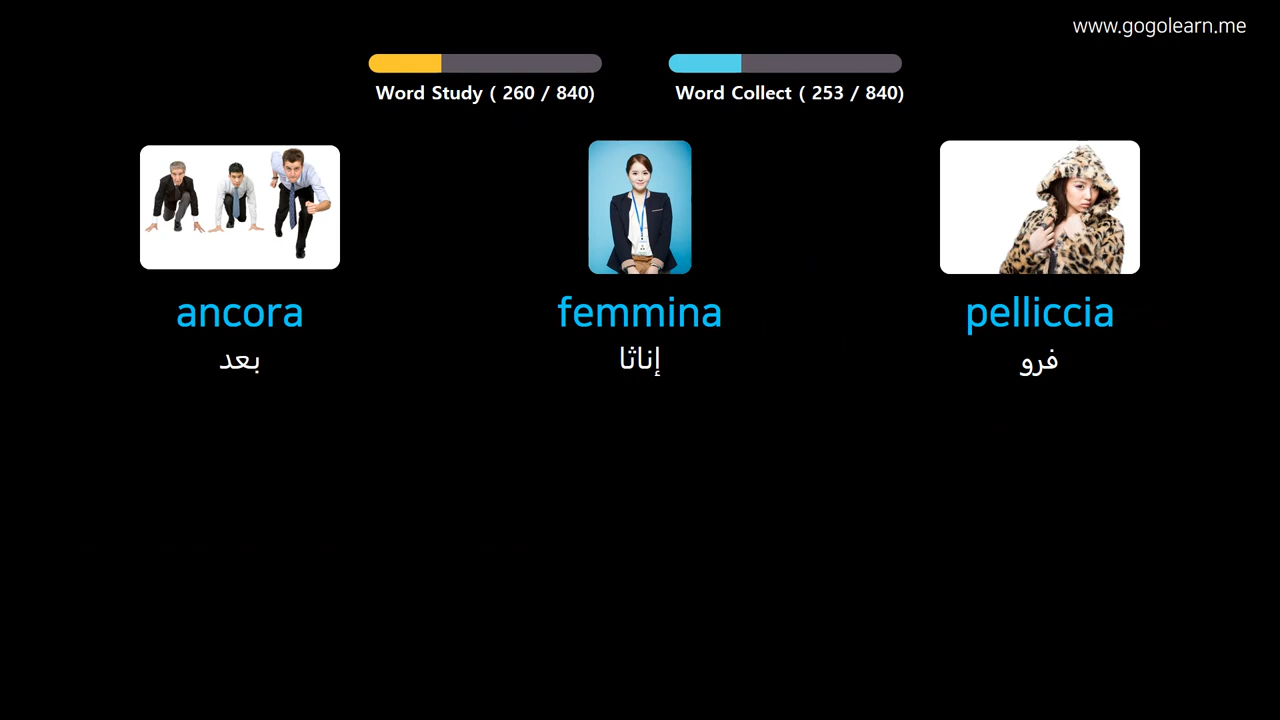 www.gogolearn.me
Word Study ( 260 / 840)
Word Collect ( 253 / 840)
ancora
femmina
pelliccia
بعد
إناثا
فرو